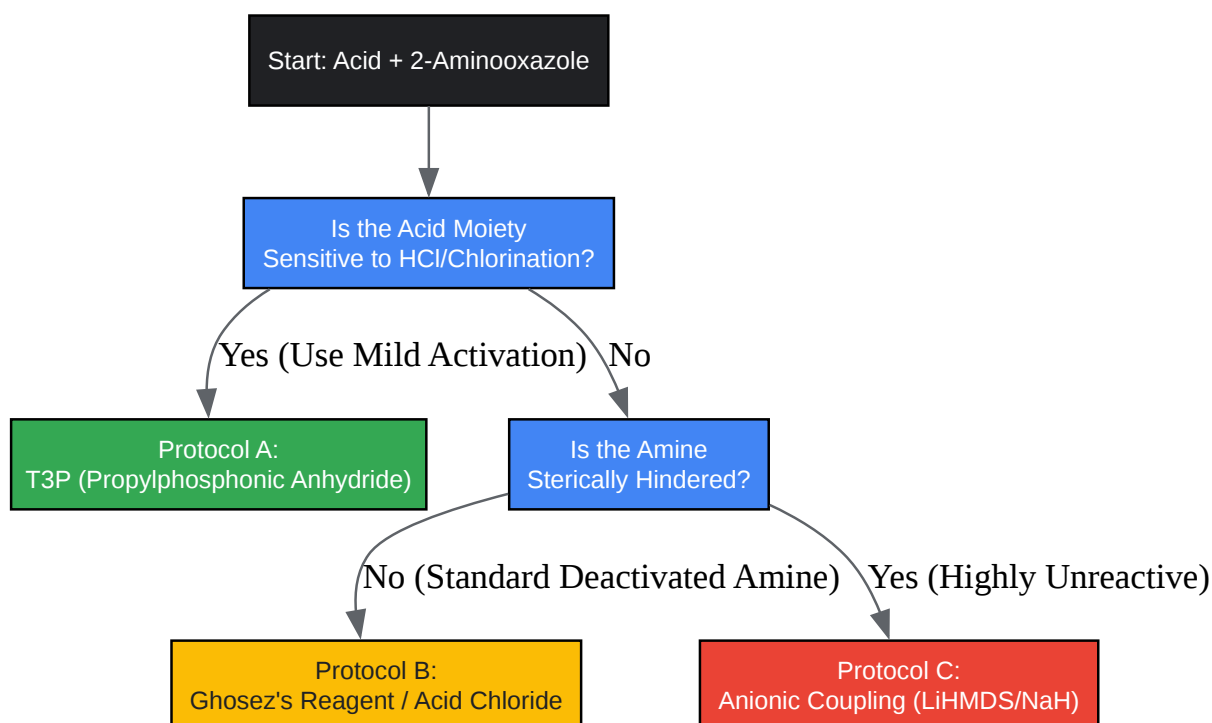 Start: Acid + 2-Aminooxazole
Is the Acid Moiety
Sensitive to HCl/Chlorination?
Yes (Use Mild Activation)
No
Protocol A:
T3P (Propylphosphonic Anhydride)
Is the Amine
Sterically Hindered?
No (Standard Deactivated Amine)
Yes (Highly Unreactive)
Protocol B:
Ghosez's Reagent / Acid Chloride
Protocol C:
Anionic Coupling (LiHMDS/NaH)